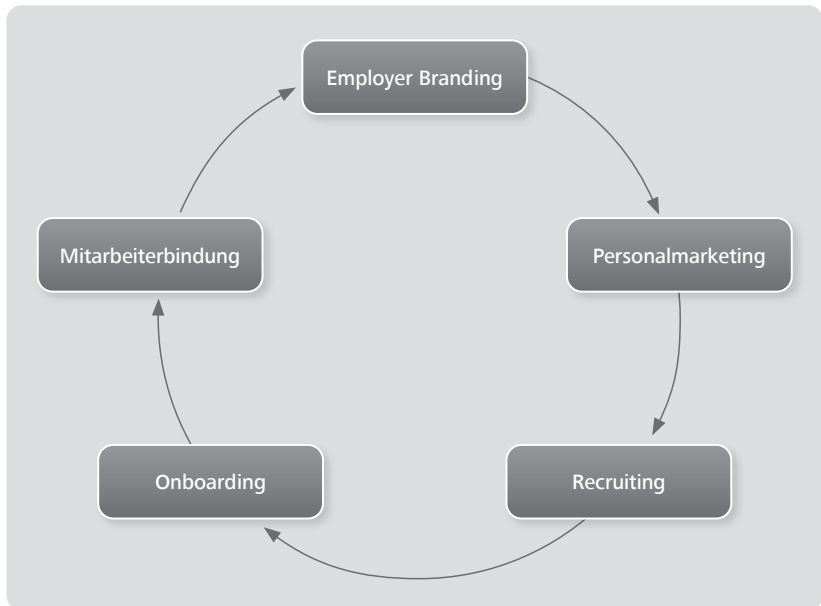 Employer Branding
Personalmarketing
Recruiting
Onboarding
Mitarbeiterbindung